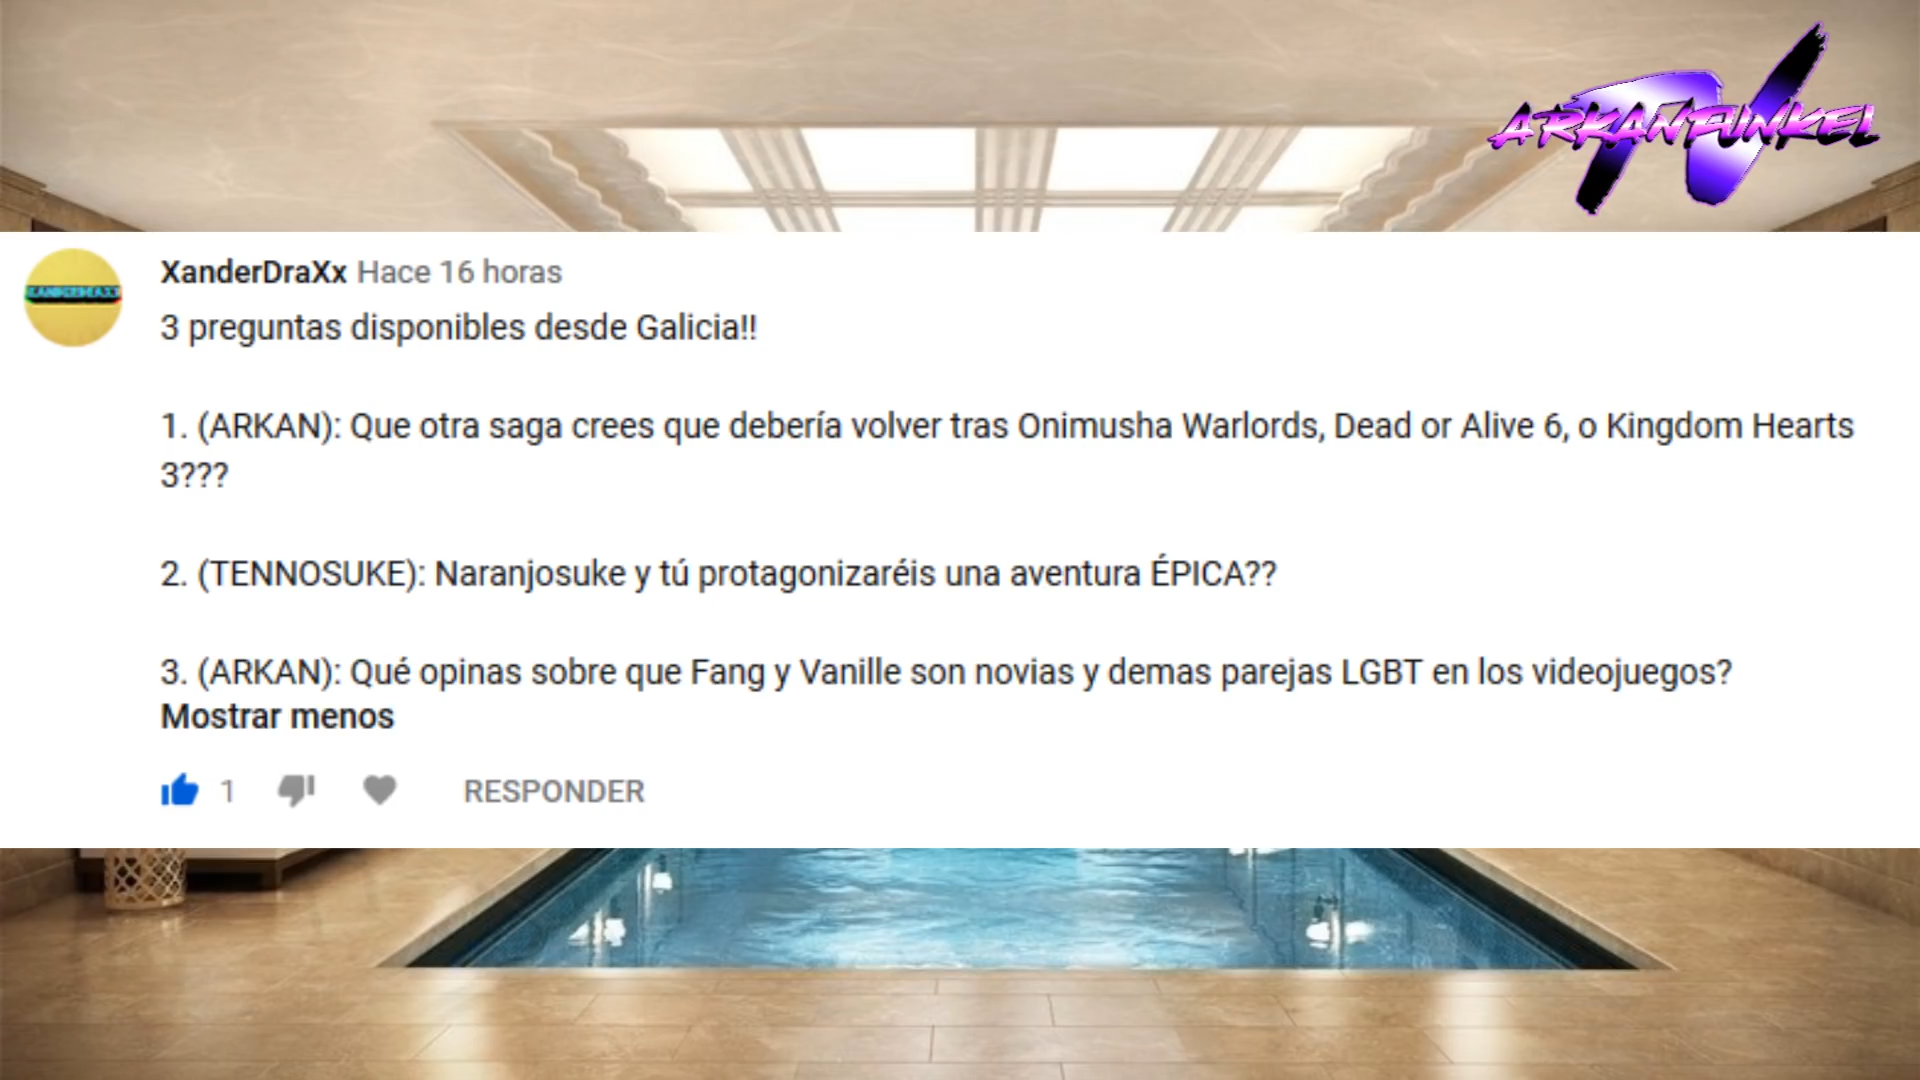 ARKANFUNKEL
TV
XANDERDRAXX
XanderDraXx Hace 16 horas
3 preguntas disponibles desde Galicia!!
1. (ARKAN): Que otra saga crees que debería volver tras Onimusha Warlords, Dead or Alive 6, o Kingdom Hearts
3???
2. (TENNOSUKE): Naranjosuke y tú protagonizaréis una aventura ÉPICA??
3. (ARKAN): Qué opinas sobre que Fang y Vanille son novias y demas parejas LGBT en los videojuegos?
Mostrar menos
1 RESPONDER